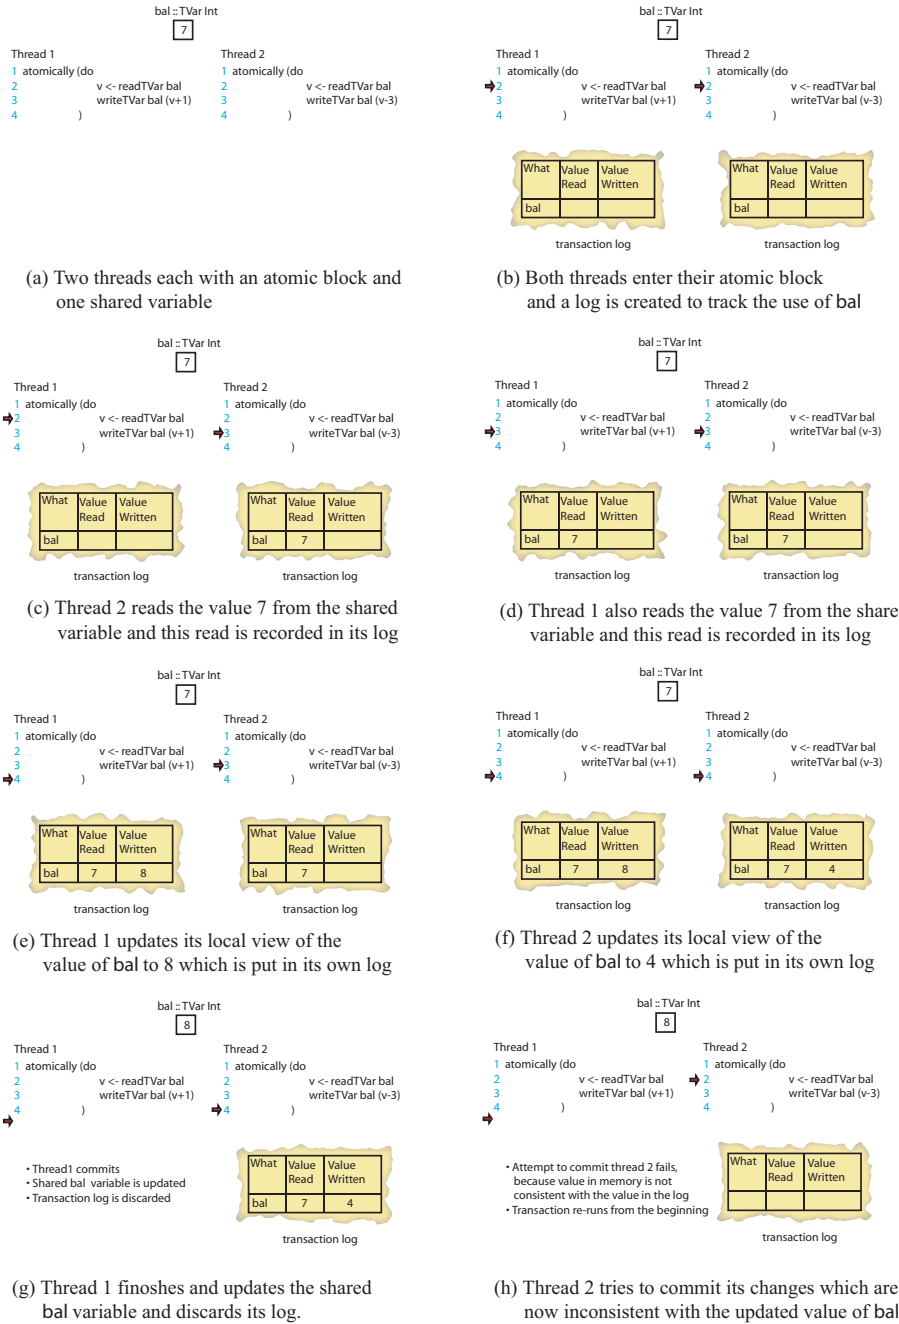 bal :: TVar Int
7
Thread 1
1 atomically (do
2 v <- readTVar bal
3 writeTVar bal (v+1)
4 )
Thread 2
1 atomically (do
2 v <- readTVar bal
3 writeTVar bal (v-3)
4 )
(a) Two threads each with an atomic block and
one shared variable
bal :: TVar Int
7
Thread 1
1 atomically (do
2 v <- readTVar bal
3 writeTVar bal (v+1)
4 )
Thread 2
1 atomically (do
2 v <- readTVar bal
3 writeTVar bal (v-3)
4 )
What Value Value
Read Written
bal
transaction log
What Value Value
Read Written
bal
transaction log
(b) Both threads enter their atomic block
and a log is created to track the use of bal
bal :: TVar Int
7
Thread 1
1 atomically (do
2 v <- readTVar bal
3 writeTVar bal (v+1)
4 )
Thread 2
1 atomically (do
2 v <- readTVar bal
3 writeTVar bal (v-3)
4 )
What Value Value
Read Written
bal
transaction log
What Value Value
Read Written
bal 7
transaction log
(c) Thread 2 reads the value 7 from the shared
variable and this read is recorded in its log
bal :: TVar Int
7
Thread 1
1 atomically (do
2 v <- readTVar bal
3 writeTVar bal (v+1)
4 )
Thread 2
1 atomically (do
2 v <- readTVar bal
3 writeTVar bal (v-3)
4 )
What Value Value
Read Written
bal 7
transaction log
What Value Value
Read Written
bal 7
transaction log
(d) Thread 1 also reads the value 7 from the share
variable and this read is recorded in its log
bal :: TVar Int
7
Thread 1
1 atomically (do
2 v <- readTVar bal
3 writeTVar bal (v+1)
4 )
Thread 2
1 atomically (do
2 v <- readTVar bal
3 writeTVar bal (v-3)
4 )
What Value Value
Read Written
bal 7 8
transaction log
What Value Value
Read Written
bal 7
transaction log
(e) Thread 1 updates its local view of the
value of bal to 8 which is put in its own log
bal :: TVar Int
7
Thread 1
1 atomically (do
2 v <- readTVar bal
3 writeTVar bal (v+1)
4 )
Thread 2
1 atomically (do
2 v <- readTVar bal
3 writeTVar bal (v-3)
4 )
What Value Value
Read Written
bal 7 8
transaction log
What Value Value
Read Written
bal 7 4
transaction log
(f) Thread 2 updates its local view of the
value of bal to 4 which is put in its own log
bal :: TVar Int
8
Thread 1
1 atomically (do
2 v <- readTVar bal
3 writeTVar bal (v+1)
4 )
Thread 2
1 atomically (do
2 v <- readTVar bal
3 writeTVar bal (v-3)
4 )
• Thread1 commits
• Shared bal variable is updated
• Transaction log is discarded
What Value Value
Read Written
bal 7 4
transaction log
(g) Thread 1 finoshes and updates the shared
bal variable and discards its log.
bal :: TVar Int
8
Thread 1
1 atomically (do
2 v <- readTVar bal
3 writeTVar bal (v+1)
4 )
Thread 2
1 atomically (do
2 v <- readTVar bal
3 writeTVar bal (v-3)
4 )
• Attempt to commit thread 2 fails,
because value in memory is not
consistent with the value in the log
• Transaction re-runs from the beginning
What Value Value
Read Written
transaction log
(h) Thread 2 tries to commit its changes which are
now inconsistent with the updated value of bal